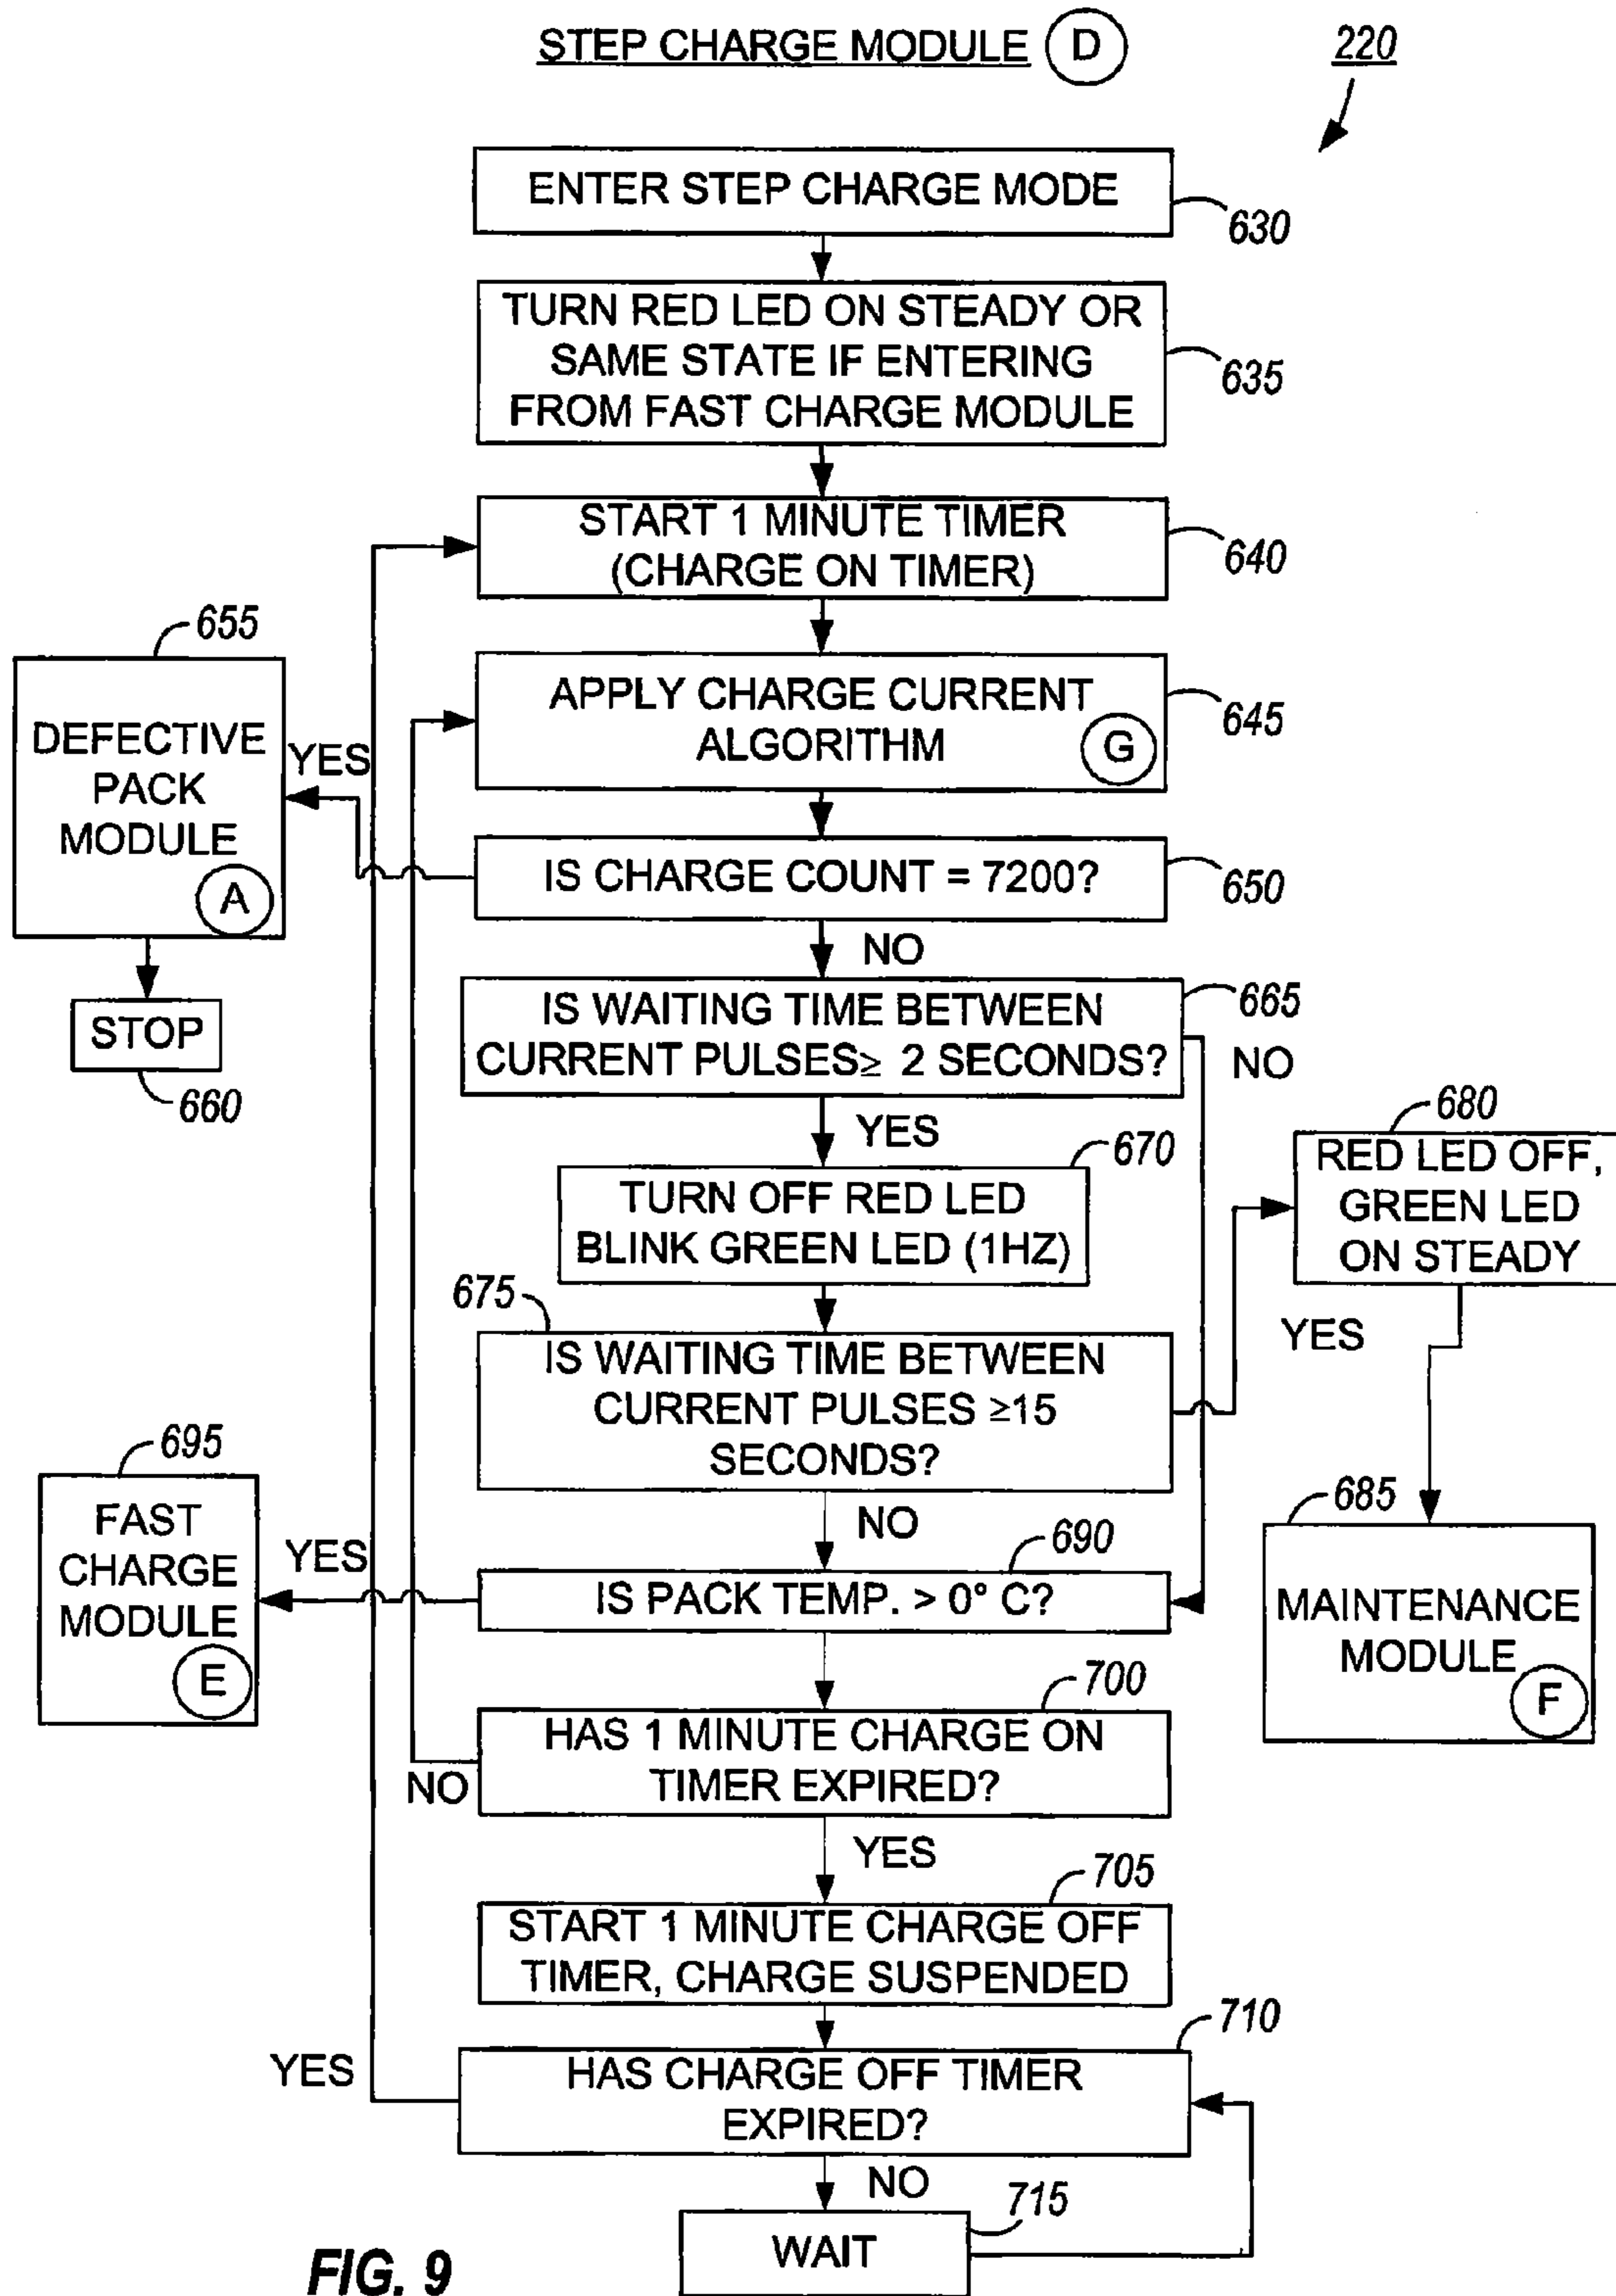 STEP CHARGE MODULE D
220
ENTER STEP CHARGE MODE
630
TURN RED LED ON STEADY OR
SAME STATE IF ENTERING
FROM FAST CHARGE MODULE
635
START 1 MINUTE TIMER
(CHARGE ON TIMER)
640
655
DEFECTIVE
PACK
MODULE
A
YES
APPLY CHARGE CURRENT
ALGORITHM
G
645
IS CHARGE COUNT = 7200?
650
NO
STOP
660
IS WAITING TIME BETWEEN
CURRENT PULSES≥ 2 SECONDS?
665
NO
YES
670
TURN OFF RED LED
BLINK GREEN LED (1HZ)
680
RED LED OFF,
GREEN LED
ON STEADY
YES
675
IS WAITING TIME BETWEEN
CURRENT PULSES ≥15
SECONDS?
NO
685
MAINTENANCE
MODULE
F
695
FAST
CHARGE
MODULE
E
YES
690
IS PACK TEMP. > 0° C?
700
HAS 1 MINUTE CHARGE ON
TIMER EXPIRED?
NO
YES
705
START 1 MINUTE CHARGE OFF
TIMER, CHARGE SUSPENDED
710
HAS CHARGE OFF TIMER
EXPIRED?
YES
NO
715
WAIT
FIG. 9